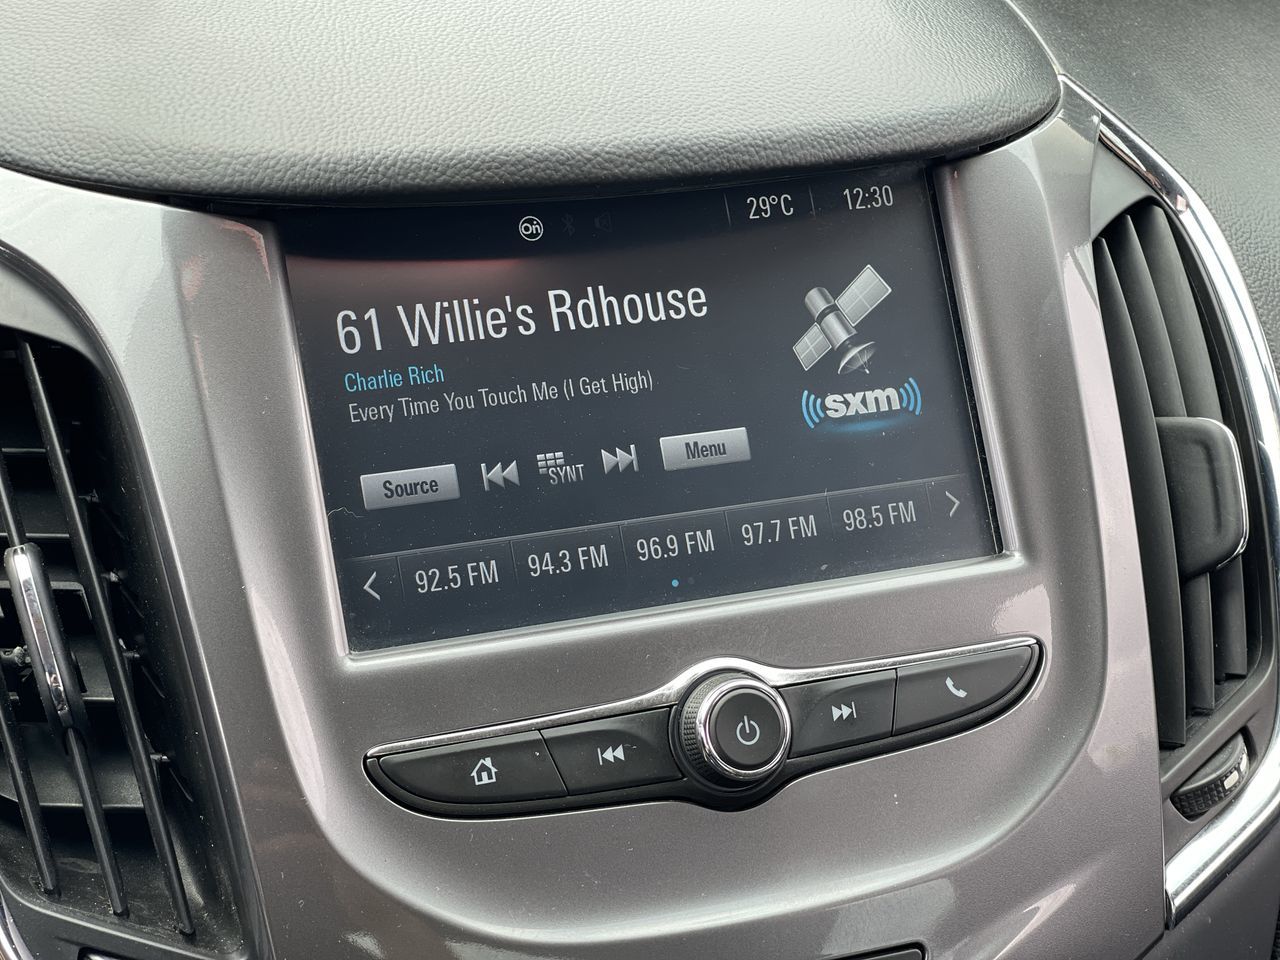 On 29°C 12:30
61 Willie's Rdhouse
Charlie Rich
Every Time You Touch Me (I Get High)
sxm
Source SYNT Menu
92.5 FM 94.3 FM 96.9 FM 97.7 FM 98.5 FM